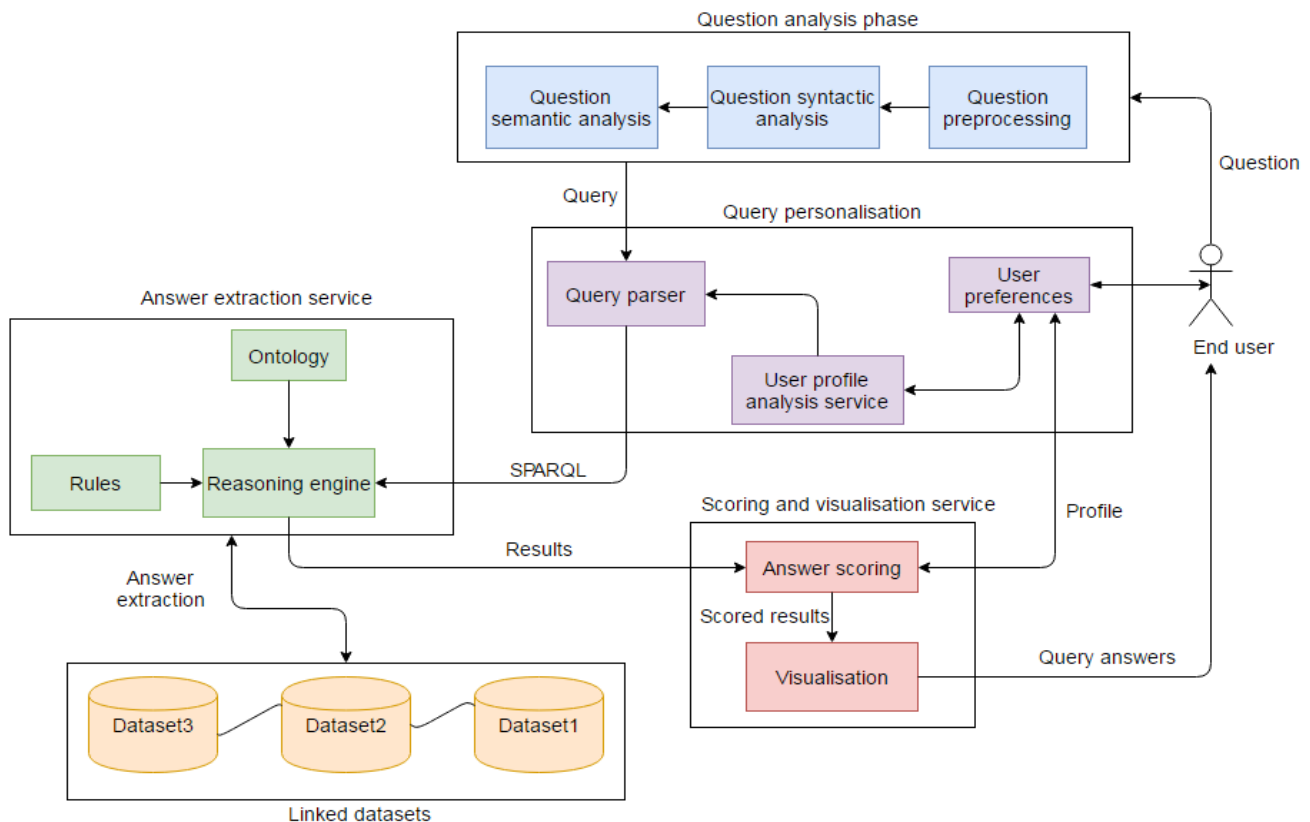 Question analysis phase
Question
semantic analysis
Question syntactic
analysis
Question
preprocessing
Question
Query
Query personalisation
Query parser
User
preferences
User profile
analysis service
End user
Answer extraction service
Ontology
Rules
Reasoning engine
SPARQL
Scoring and visualisation service
Profile
Results
Answer scoring
Answer
extraction
Scored results
Visualisation
Query answers
Dataset3
Dataset2
Dataset1
Linked datasets